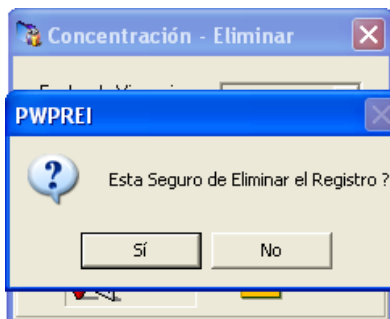 Concentración - Eliminar
PWPREI
Esta Seguro de Eliminar el Registro ?
Sí
No